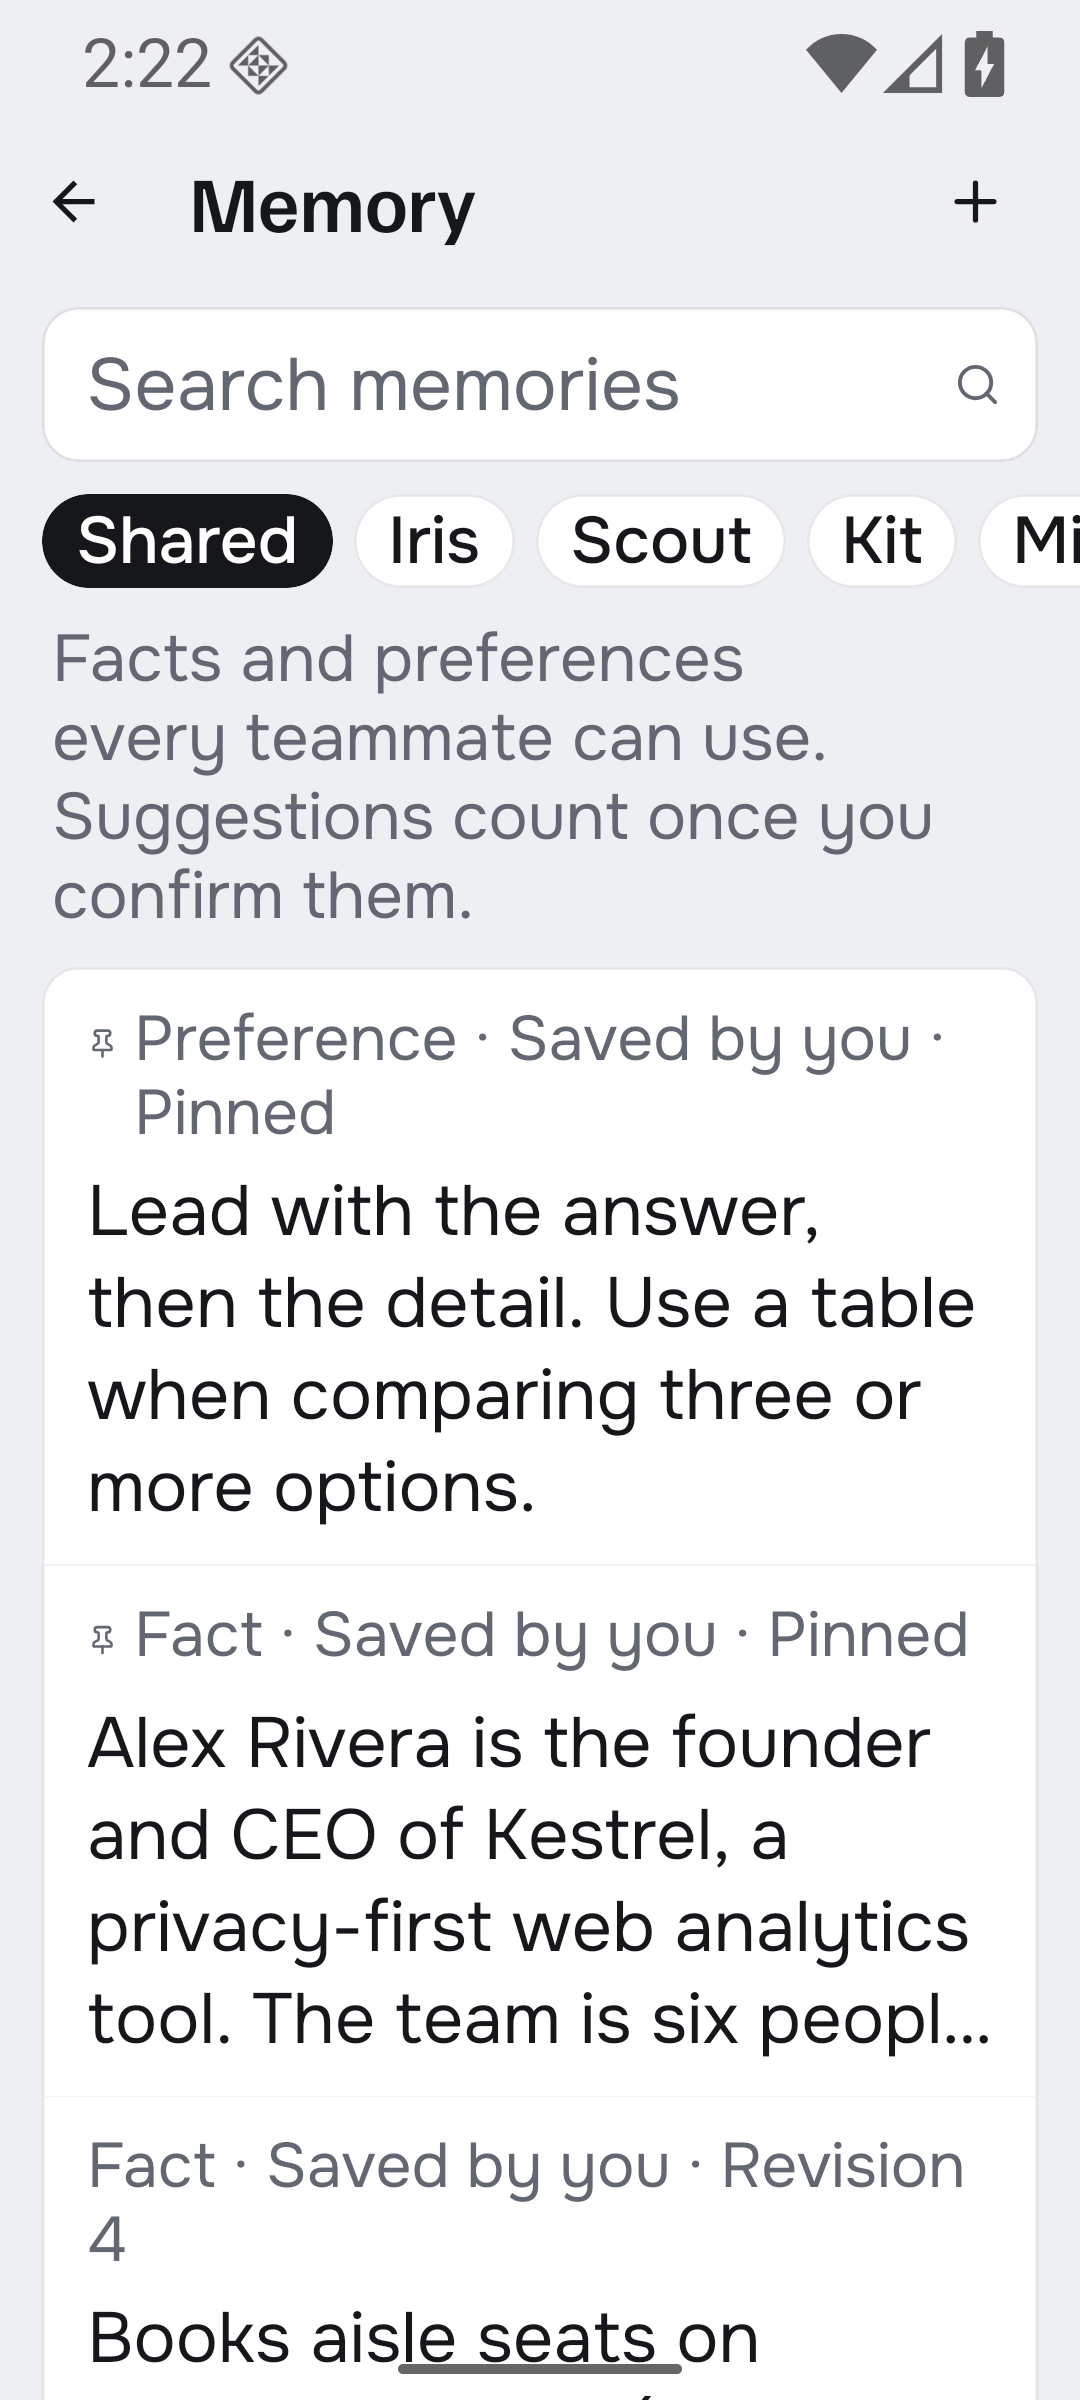 2:22
Memory
Search memories
Shared Iris Scout Kit Mi
Facts and preferences
every teammate can use.
Suggestions count once you
confirm them.
Preference · Saved by you ·
Pinned
Lead with the answer,
then the detail. Use a table
when comparing three or
more options.
Fact · Saved by you · Pinned
Alex Rivera is the founder
and CEO of Kestrel, a
privacy-first web analytics
tool. The team is six peopl...
Fact · Saved by you · Revision
4
Books aisle seats on